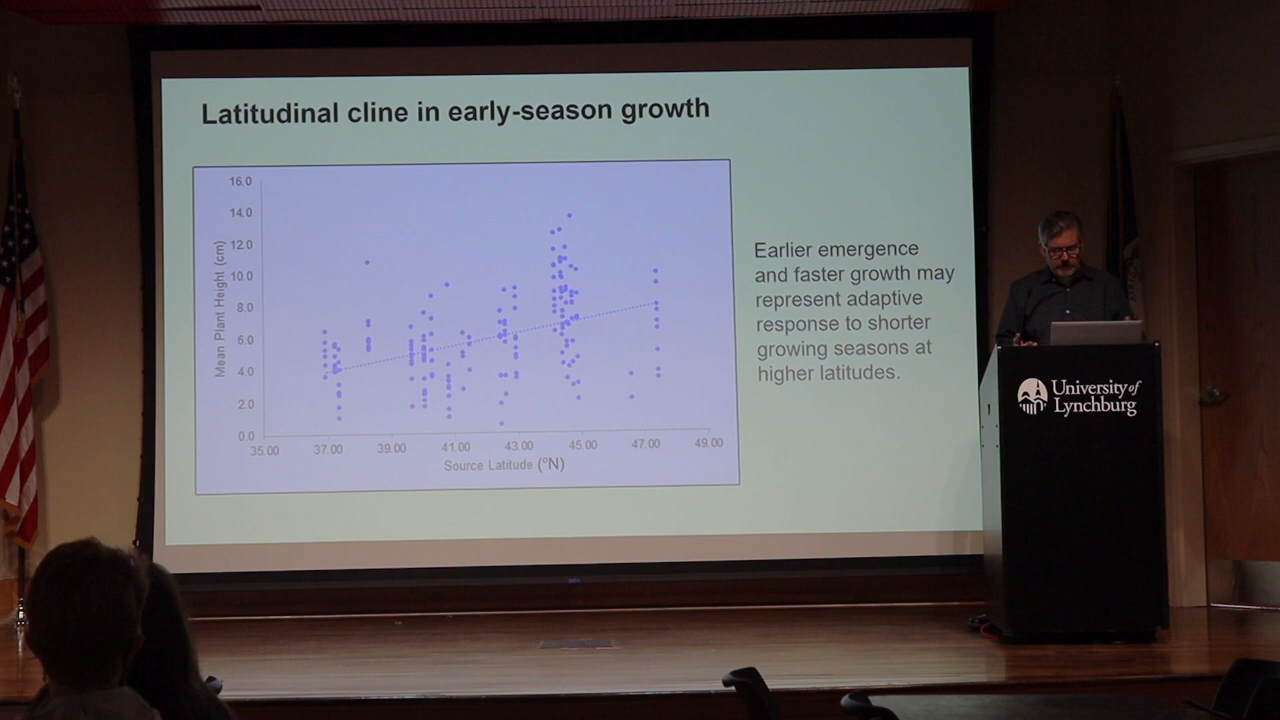 Latitudinal cline in early-season growth
16.0
14.0
12.0
10.0
8.0
6.0
4.0
2.0
0.0
Mean Plant Height (cm)
35.00 37.00 39.00 41.00 43.00 45.00 47.00 49.00
Source Latitude (ºN)
Earlier emergence
and faster growth may
represent adaptive
response to shorter
growing seasons at
higher latitudes.
University of
Lynchburg